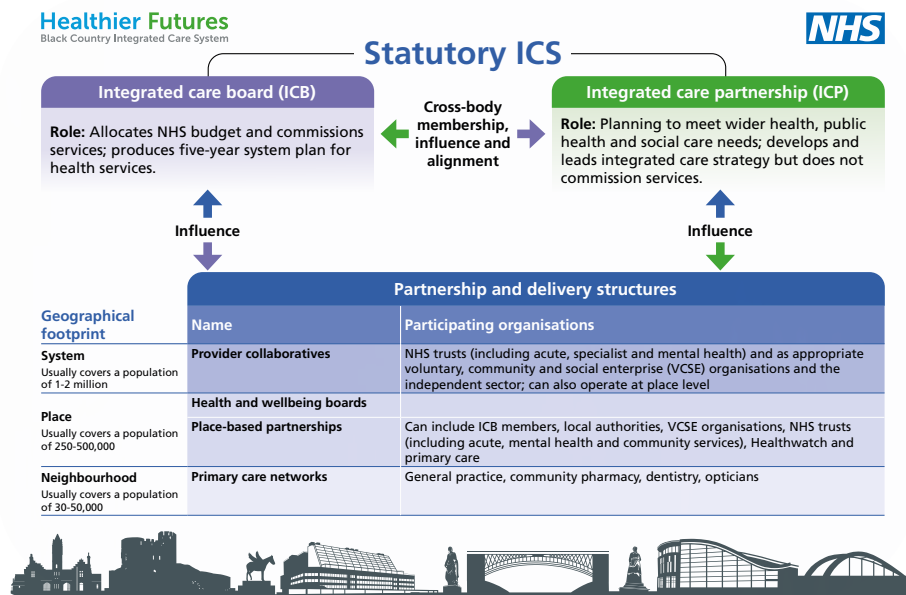 Healthier Futures
Black Country Integrated Care System
NHS
Statutory ICS
Integrated care board (ICB)
Role: Allocates NHS budget and commissions
services; produces five-year system plan for
health services.
Cross-body
membership,
influence and
alignment
Integrated care partnership (ICP)
Role: Planning to meet wider health, public
health and social care needs; develops and
leads integrated care strategy but does not
commission services.
Influence
Influence
Partnership and delivery structures
Geographical
footprint
Name
Participating organisations
System
Usually covers a population
of 1-2 million
Provider collaboratives
NHS trusts (including acute, specialist and mental health) and as appropriate
voluntary, community and social enterprise (VCSE) organisations and the
independent sector; can also operate at place level
Place
Usually covers a population
of 250-500,000
Health and wellbeing boards
Place-based partnerships
Can include ICB members, local authorities, VCSE organisations, NHS trusts
(including acute, mental health and community services), Healthwatch and
primary care
Neighbourhood
Usually covers a population
of 30-50,000
Primary care networks
General practice, community pharmacy, dentistry, opticians